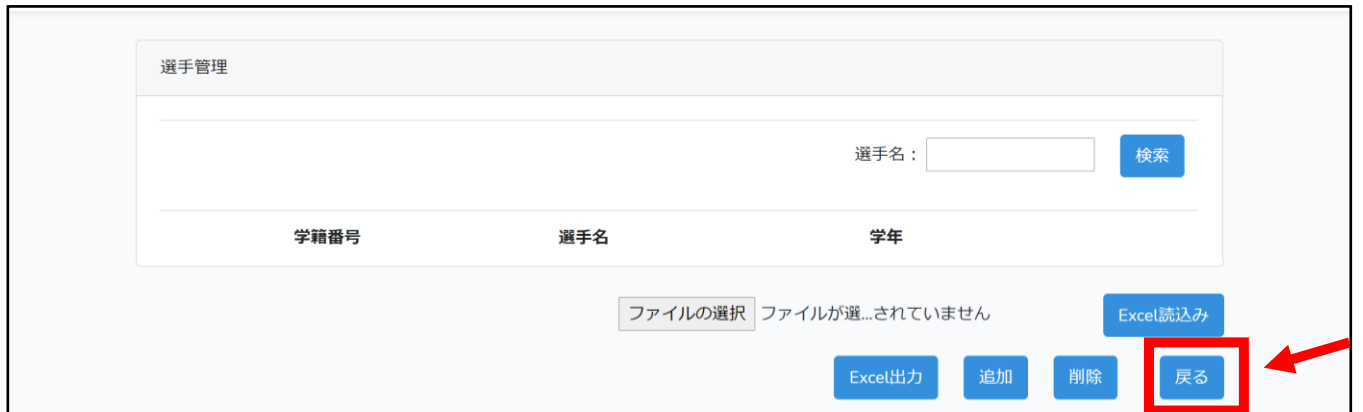 選手管理
選手名： 検索
学籍番号 選手名 学年
ファイルの選択 ファイルが選...されていません Excel読込み
Excel出力 追加 削除 戻る